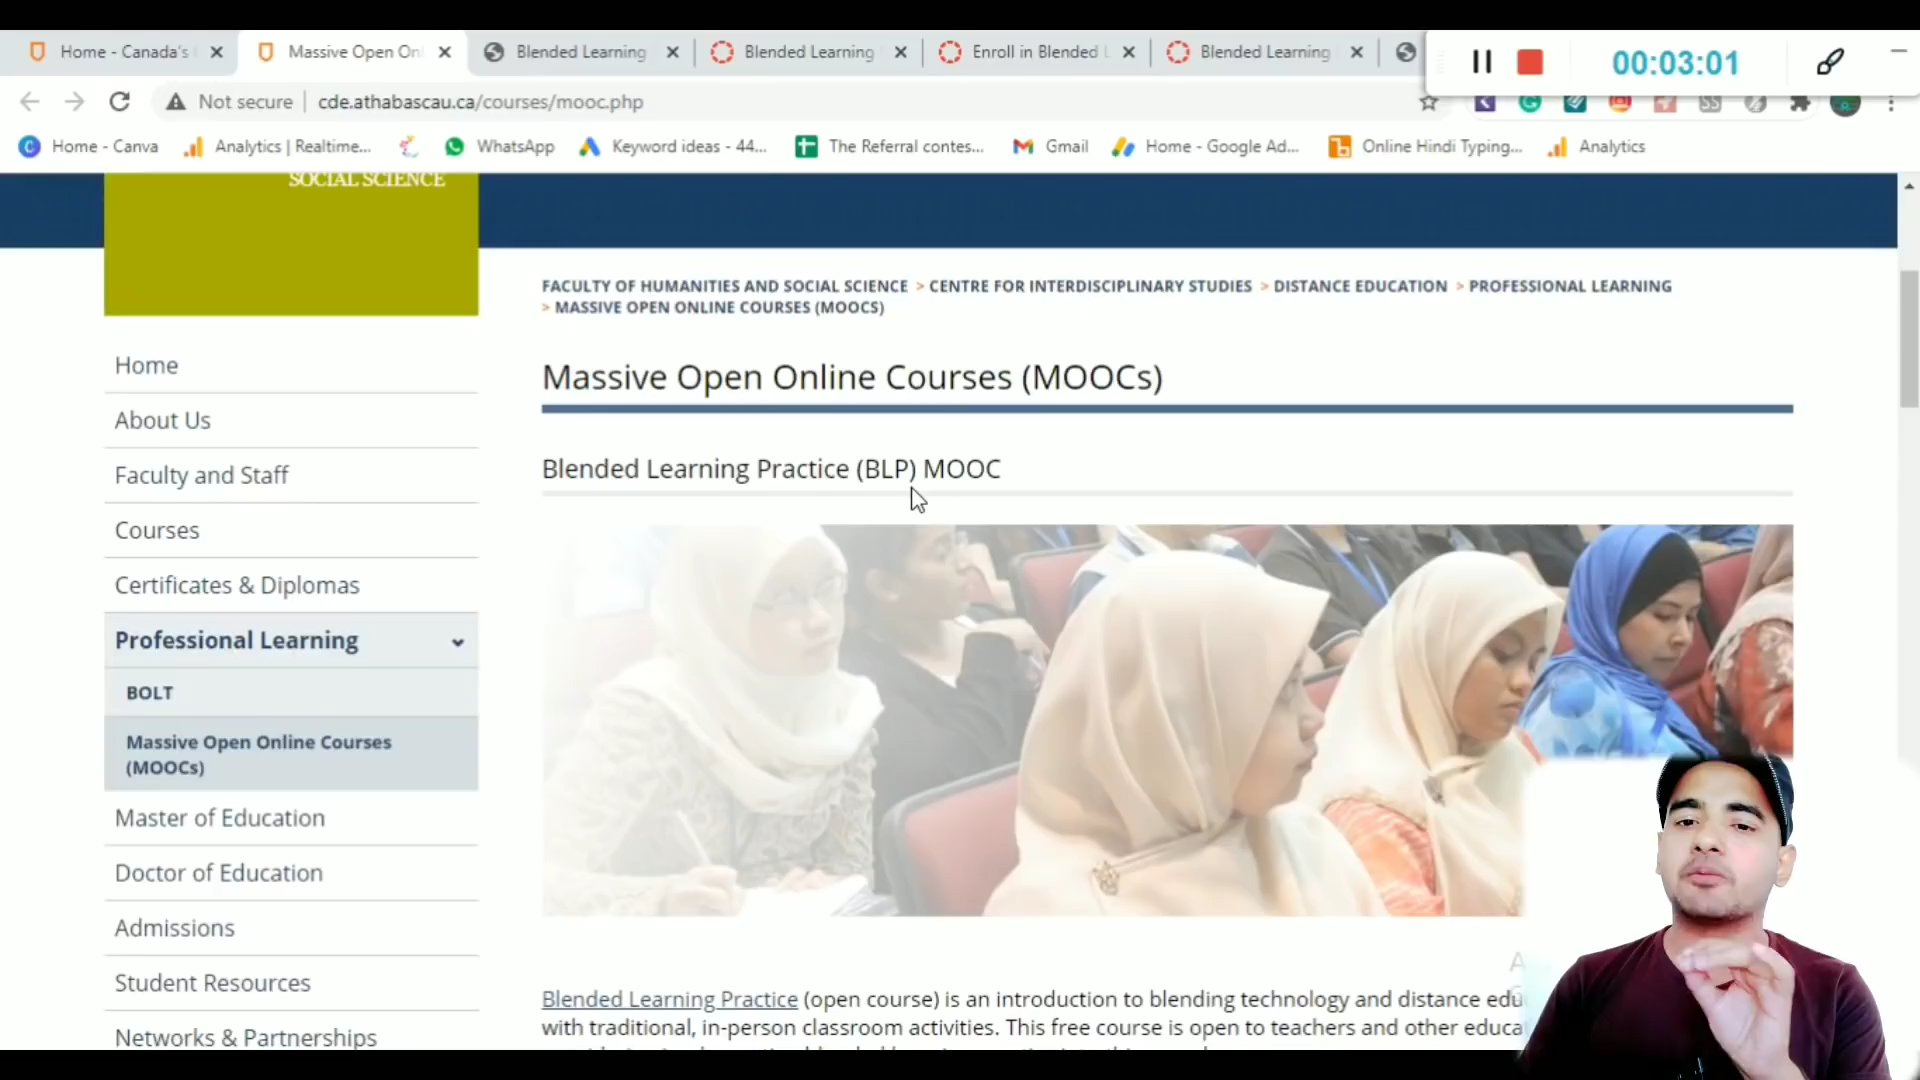 Home - Canada's
Massive Open Onl
Blended Learning
Blended Learning
Enroll in Blended L
Blended Learning
00:03:01
Not secure
cde.athabascau.ca/courses/mooc.php
Home - Canva
Analytics | Realtime...
WhatsApp
Keyword ideas - 44...
The Referral contes...
Gmail
Home - Google Ad...
Online Hindi Typing...
Analytics
SOCIAL SCIENCE
FACULTY OF HUMANITIES AND SOCIAL SCIENCE > CENTRE FOR INTERDISCIPLINARY STUDIES > DISTANCE EDUCATION > PROFESSIONAL LEARNING
> MASSIVE OPEN ONLINE COURSES (MOOCS)
Massive Open Online Courses (MOOCs)
Blended Learning Practice (BLP) MOOC
Home
About Us
Faculty and Staff
Courses
Certificates & Diplomas
Professional Learning
BOLT
Massive Open Online Courses
(MOOCs)
Master of Education
Doctor of Education
Admissions
Student Resources
Networks & Partnerships
Blended Learning Practice (open course) is an introduction to blending technology and distance edu
with traditional, in-person classroom activities. This free course is open to teachers and other educa